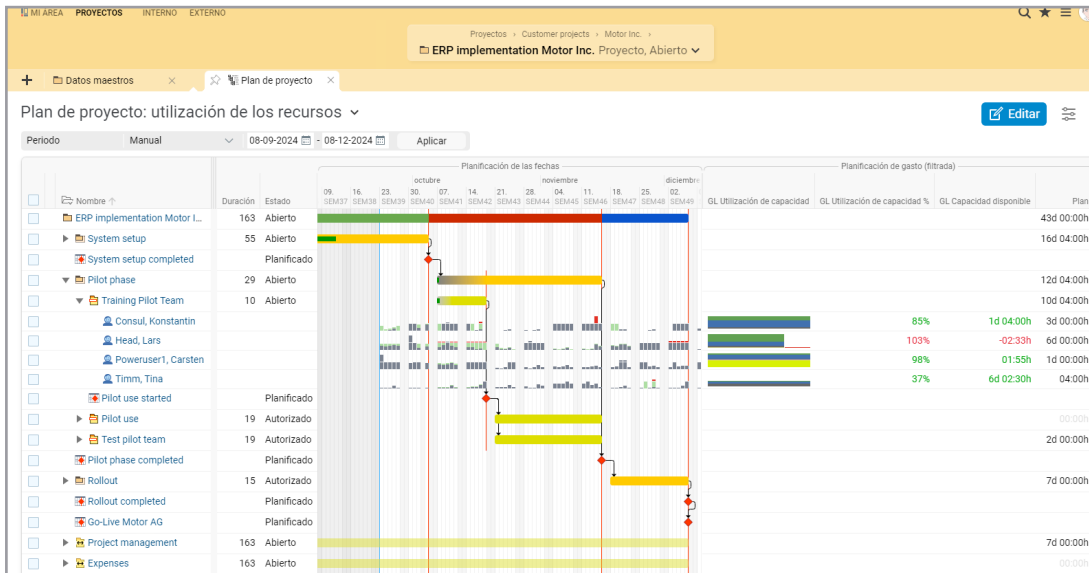 MI ÁREA PROYECTOS INTERNO EXTERNO
Proyectos › Customer projects › Motor Inc. ›
ERP implementation Motor Inc. Proyecto, Abierto
+ Datos maestros × Plan de proyecto ×
Plan de proyecto: utilización de los recursos
Editar
Periodo Manual 08-09-2024 - 08-12-2024 Aplicar
Planificación de las fechas Planificación de gasto (filtrada)
octubre noviembre diciembre
09. 16. 23. 30. 07. 14. 21. 28. 04. 11. 18. 25. 02.
Nombre Duración Estado SEM37 SEM38 SEM39 SEM40 SEM41 SEM42 SEM43 SEM44 SEM45 SEM46 SEM47 SEM48 SEM49 GL Utilización de capacidad GL Utilización de capacidad % GL Capacidad disponible Plan
ERP implementation Motor I... 163 Abierto 43d 00:00h
System setup 55 Abierto 16d 04:00h
System setup completed Planificado
Pilot phase 29 Abierto 12d 04:00h
Training Pilot Team 10 Abierto 10d 04:00h
Consul, Konstantin 85% 1d 04:00h 3d 00:00h
Head, Lars 103% -02:33h 6d 00:00h
Poweruser1, Carsten 98% 01:55h 1d 00:00h
Timm, Tina 37% 6d 02:30h 04:00h
Pilot use started Planificado
Pilot use 19 Autorizado 00:00h
Test pilot team 19 Autorizado 2d 00:00h
Pilot phase completed Planificado
Rollout 15 Autorizado 7d 00:00h
Rollout completed Planificado
Go-Live Motor AG Planificado
Project management 163 Abierto 7d 00:00h
Expenses 163 Abierto 00:00h